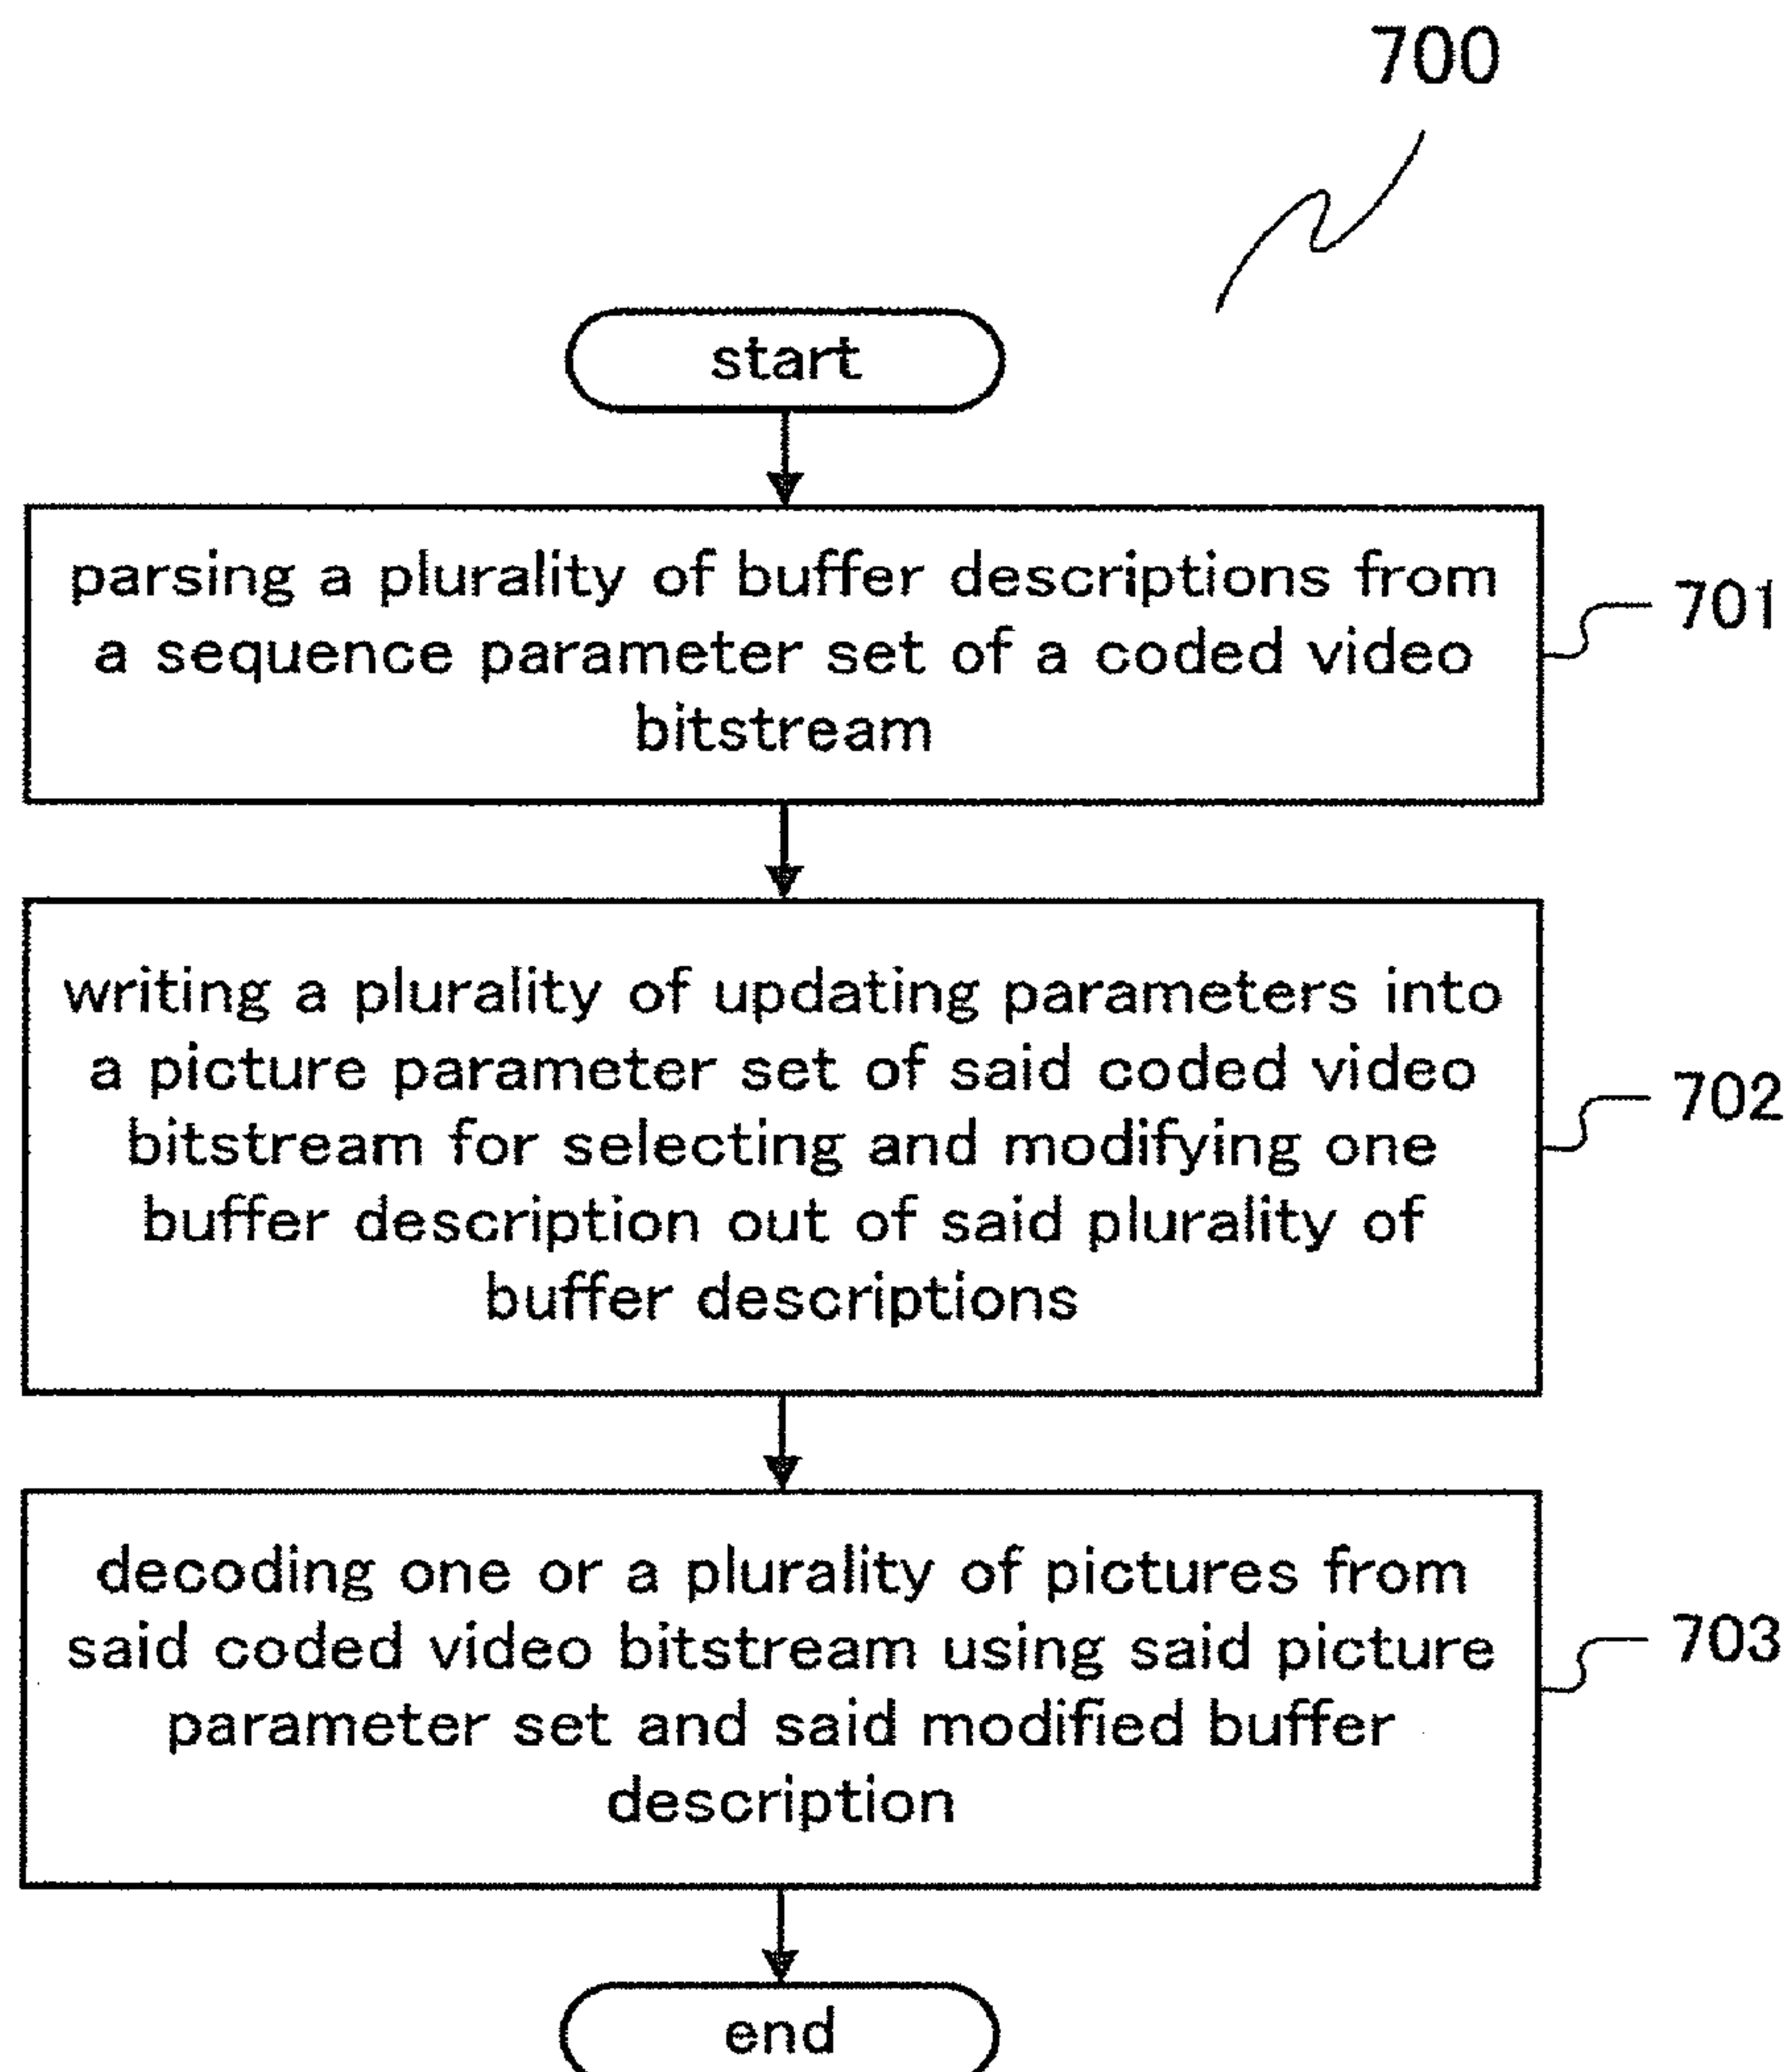 700
start
parsing a plurality of buffer descriptions from
a sequence parameter set of a coded video
bitstream
701
writing a plurality of updating parameters into
a picture parameter set of said coded video
bitstream for selecting and modifying one
buffer description out of said plurality of
buffer descriptions
702
decoding one or a plurality of pictures from
said coded video bitstream using said picture
parameter set and said modified buffer
description
703
end